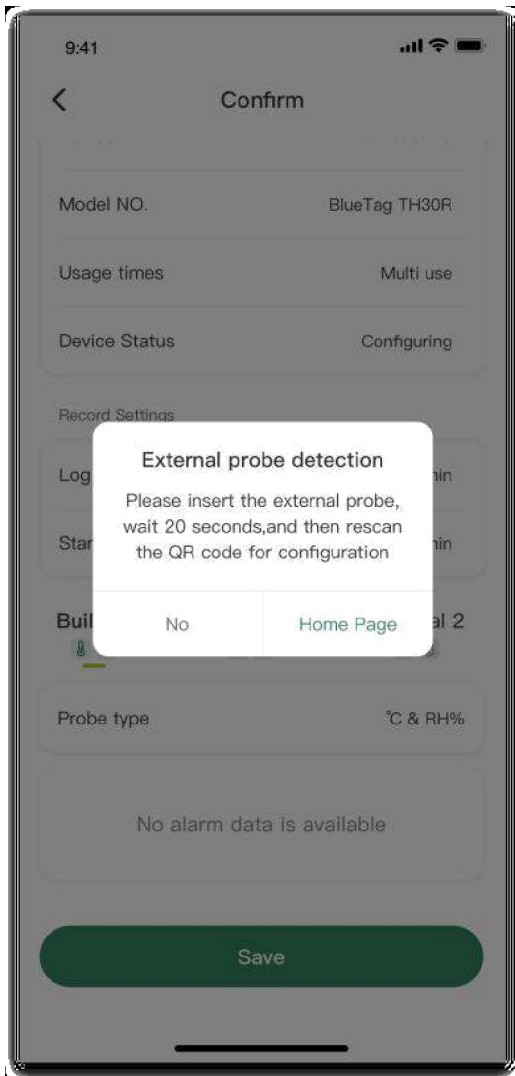 9:41
Confirm
Model NO. BlueTag TH30R
Usage times Multi use
Device Status Configuring
Record Settings
Log
External probe detection
Please insert the external probe,
wait 20 seconds,and then rescan
the QR code for configuration
No Home Page
Probe type °C & RH%
No alarm data is available
Save